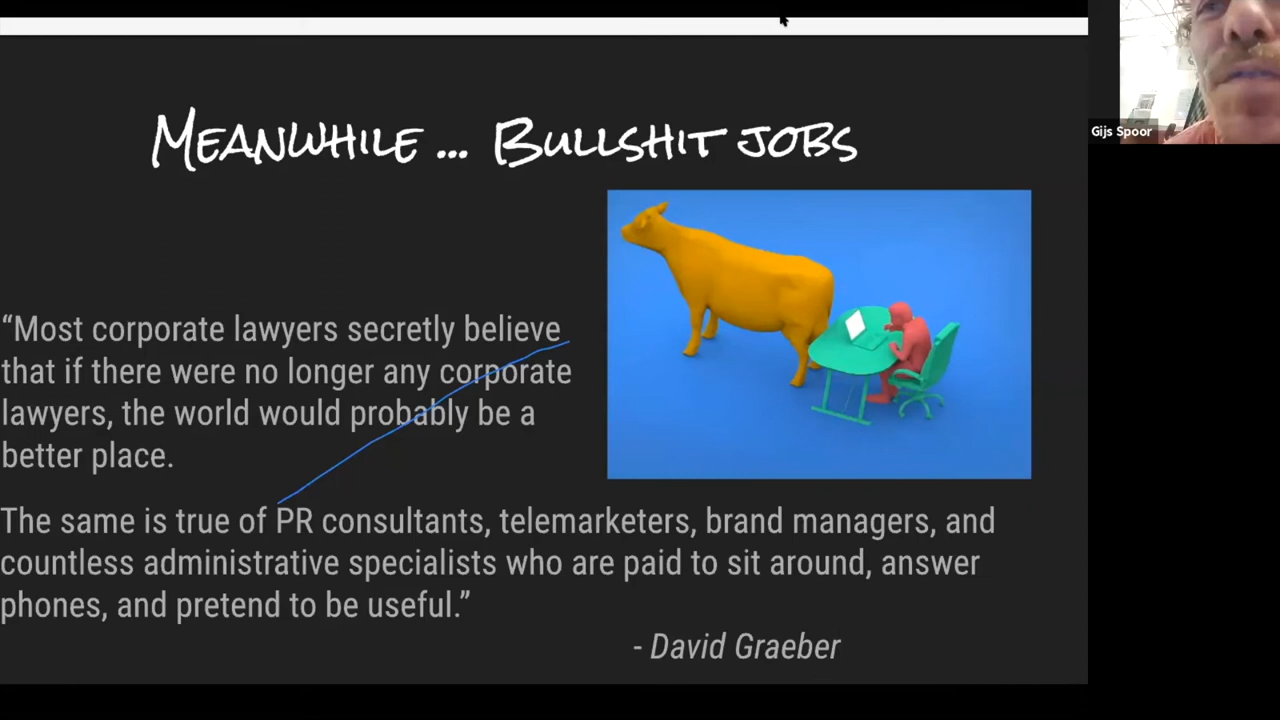 MEANWHILE ... BULLSHIT JOBS
Gijs Spoor
“Most corporate lawyers secretly believe
that if there were no longer any corporate
lawyers, the world would probably be a
better place.
The same is true of PR consultants, telemarketers, brand managers, and
countless administrative specialists who are paid to sit around, answer
phones, and pretend to be useful.”
- David Graeber